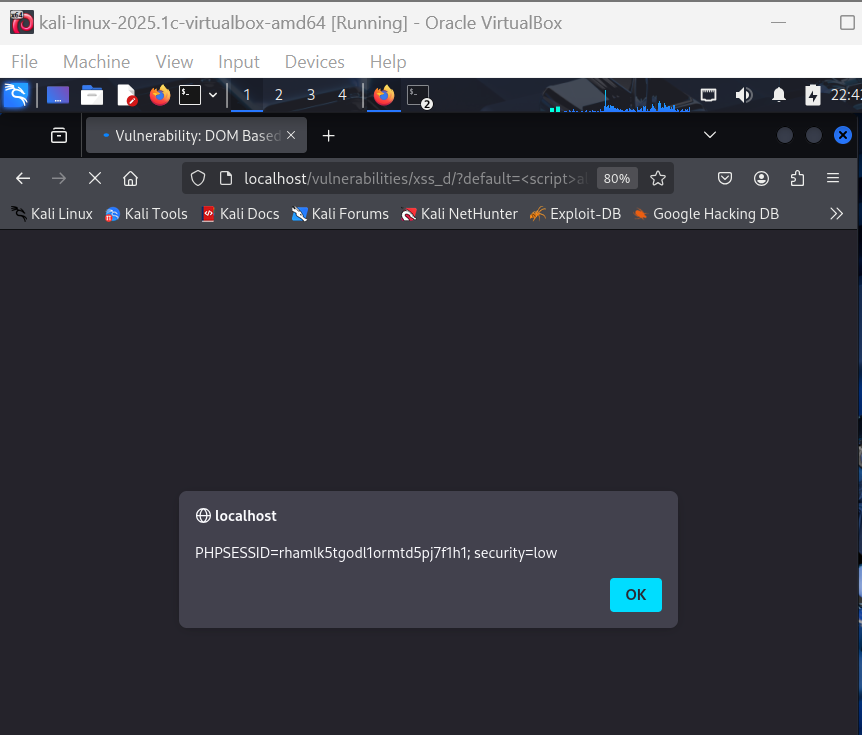 kali-linux-2025.1c-virtualbox-amd64 [Running] - Oracle VirtualBox
File Machine View Input Devices Help
1 2 3 4 2 22:43
Vulnerability: DOM Based
localhost/vulnerabilities/xss_d/?default=<script>al 80%
Kali Linux Kali Tools Kali Docs Kali Forums Kali NetHunter Exploit-DB Google Hacking DB
localhost
PHPSESSID=rhamlk5tgodl1ormtd5pj7f1h1; security=low
OK